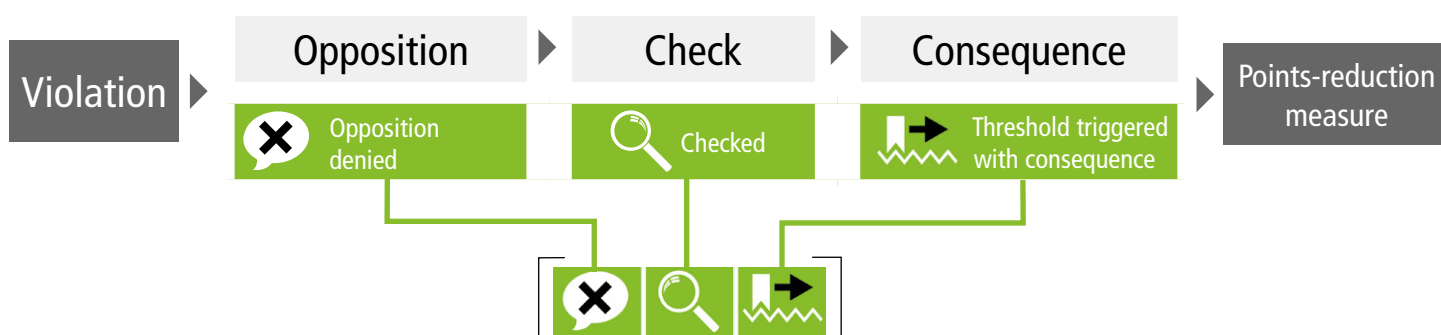 Violation
Opposition
Check
Consequence
Points-reduction
measure
Opposition
denied
Checked
Threshold triggered
with consequence